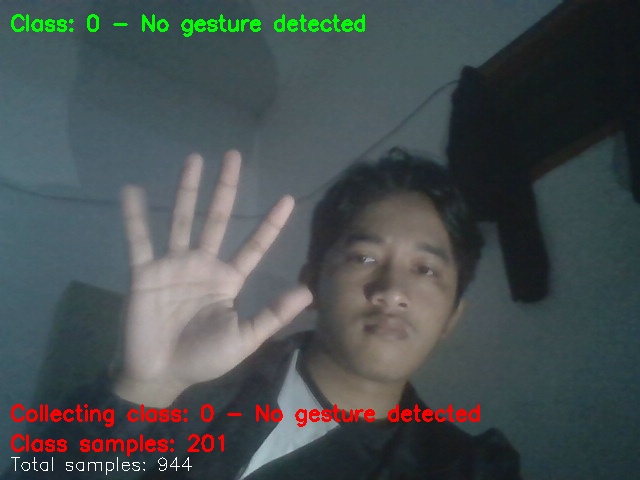 Class: 0 - No gesture detected
Collecting class: 0 - No gesture detected
Class samples: 201
Total samples: 944